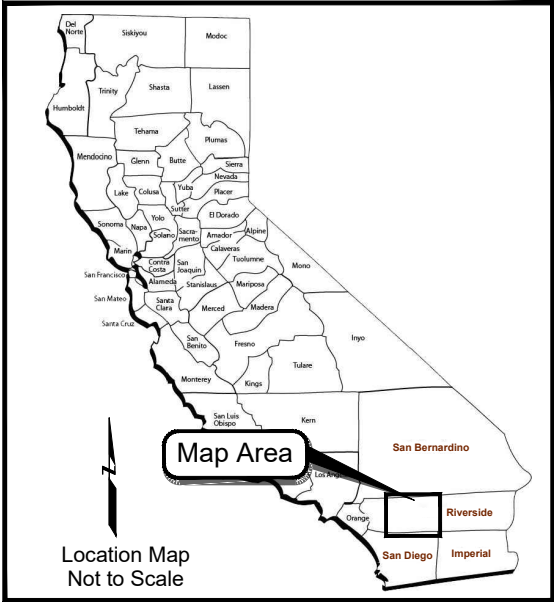 Del
Norte
Siskiyou
Modoc
Trinity
Shasta
Lassen
Humboldt
Tehama
Plumas
Mendocino
Glenn
Butte
Sierra
Nevada
Lake
Colusa
Yuba
Placer
Sutter
Sonoma
Napa
Yolo
El Dorado
Solano
Sacra-
mento
Amador
Alpine
Marin
Calaveras
Contra
Costa
San
Joaquin
Tuolumne
Mono
San Francisco
Alameda
Stanislaus
Mariposa
San Mateo
Santa
Clara
Merced
Madera
Santa Cruz
San
Benito
Fresno
Inyo
Monterey
Kings
Tulare
San Luis
Obispo
Kern
San Bernardino
Map Area
Los Ang
Orange
Riverside
San Diego
Imperial
Location Map
Not to Scale